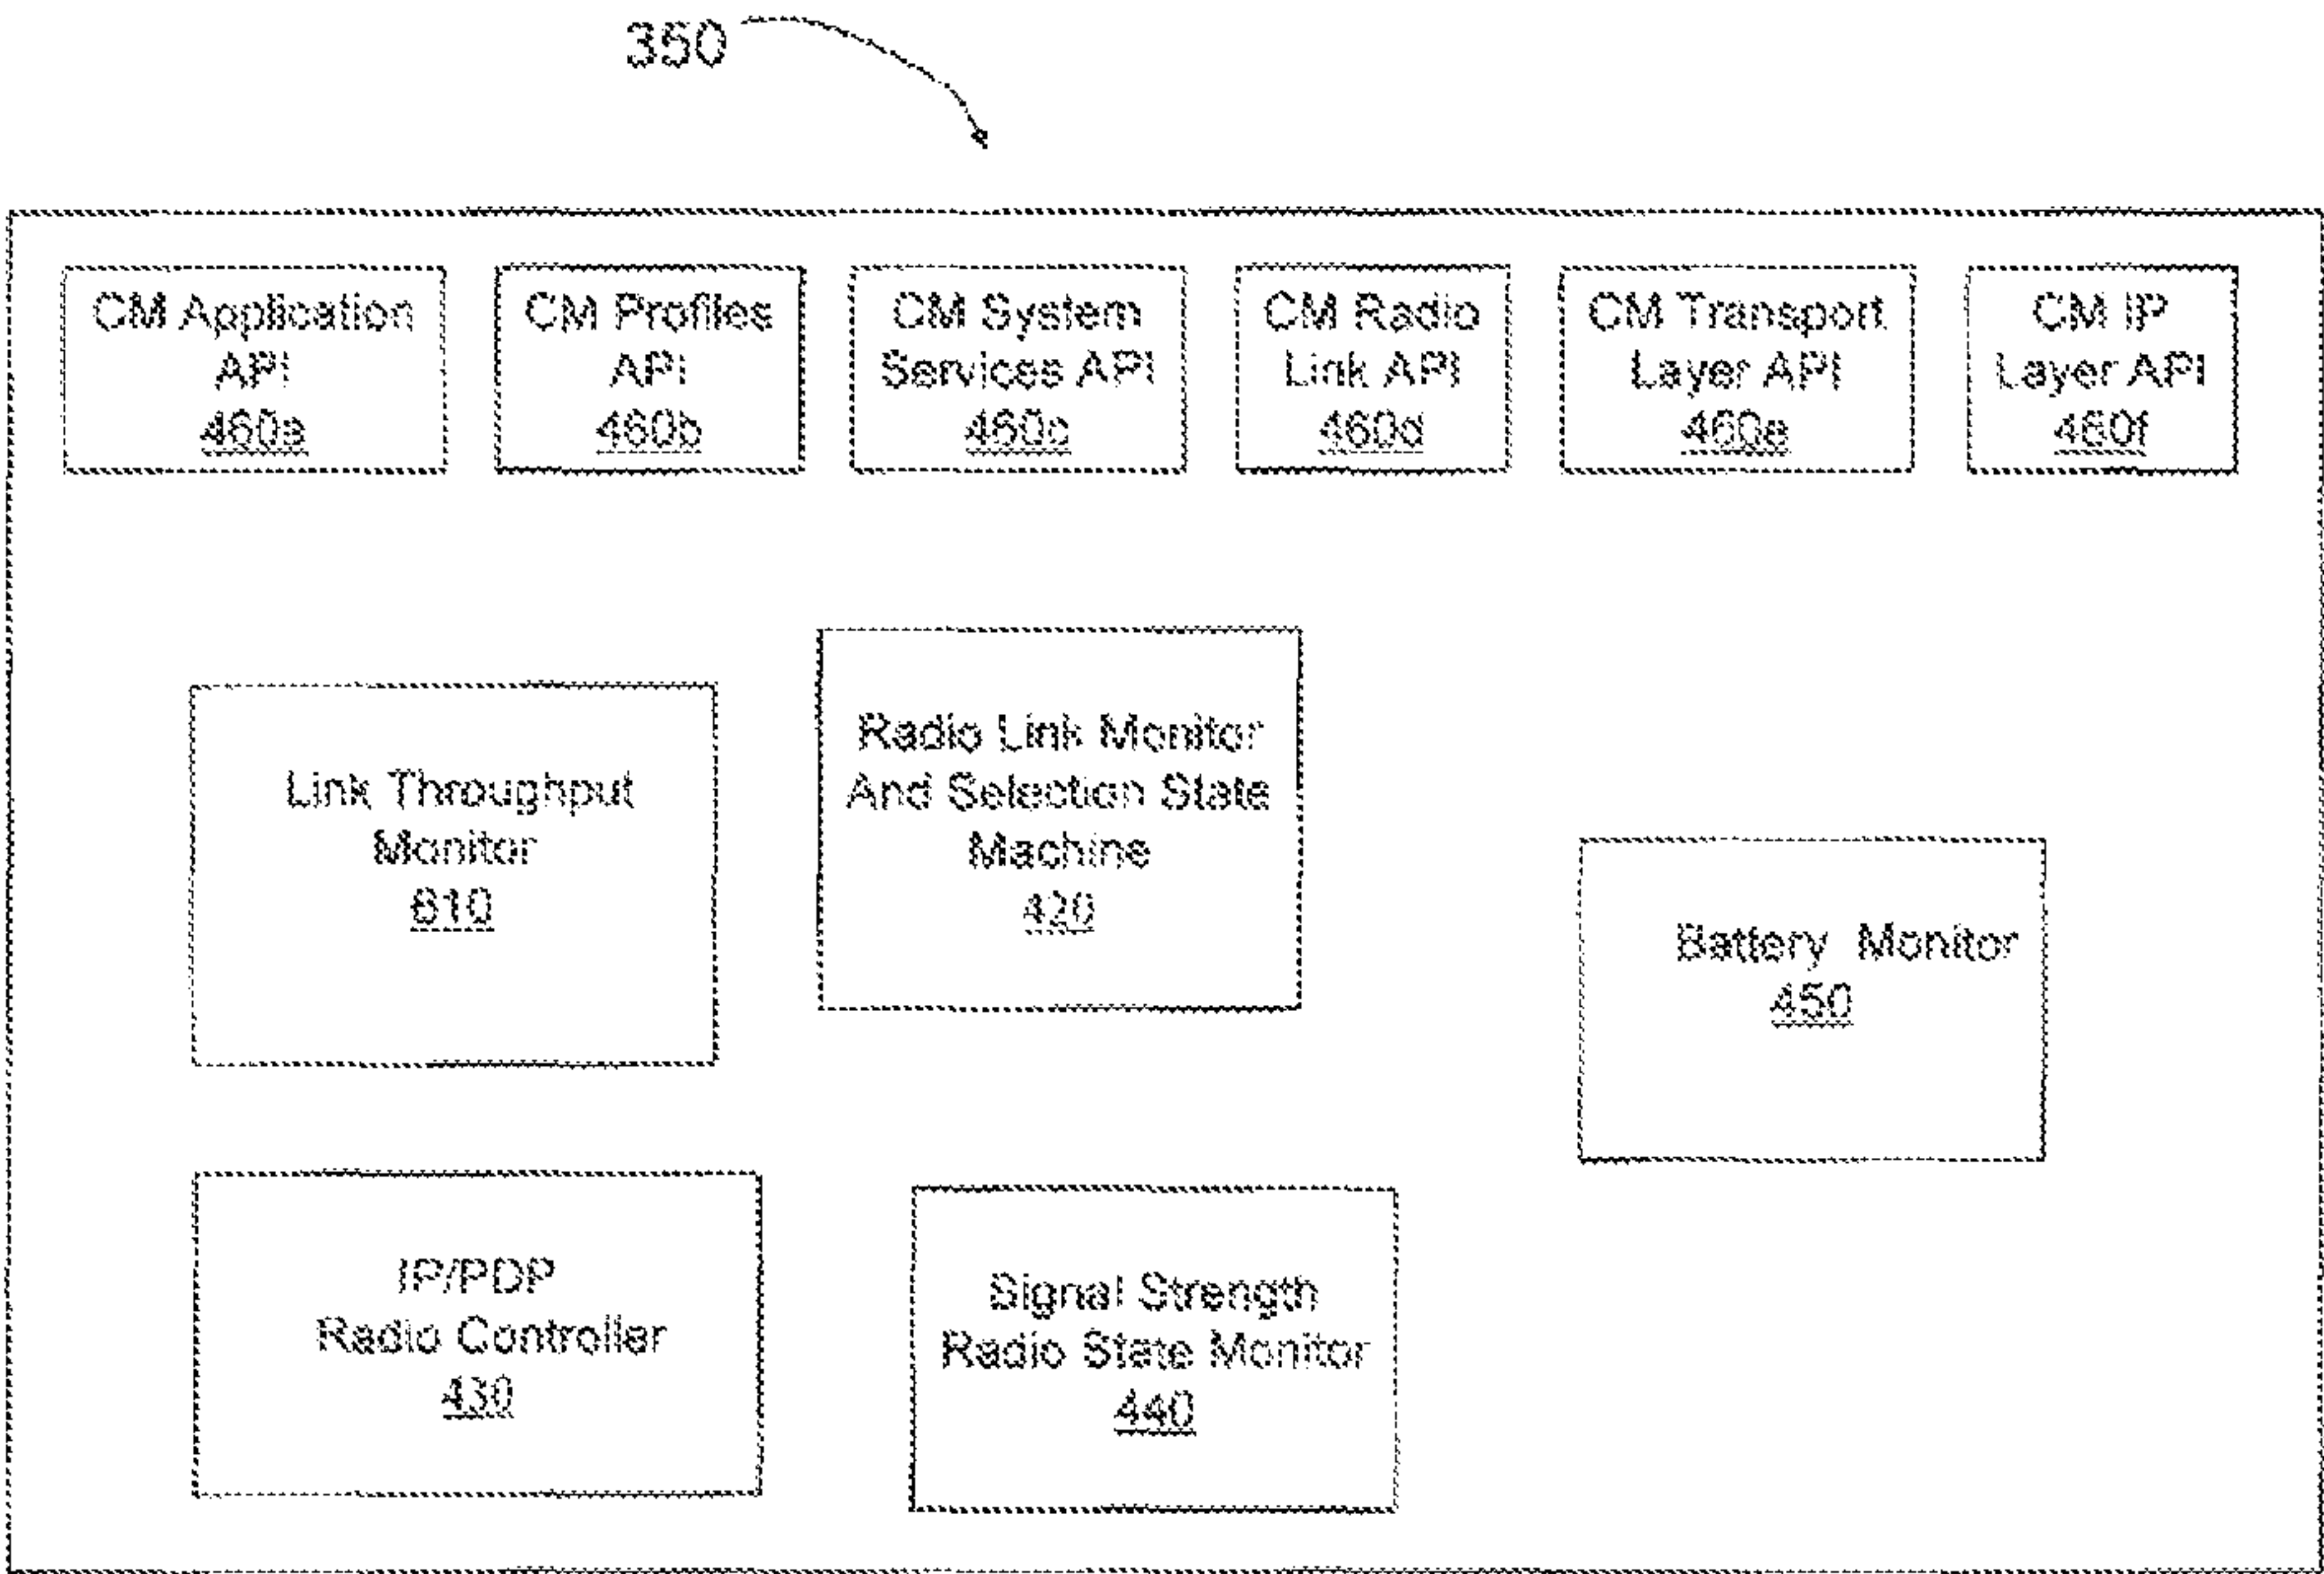 350
CM Application
API
460a
CM Profiles
API
460b
CM System
Services API
460c
CM Radio
Link API
460d
CM Transport
Layer API
460e
CM IP
Layer API
460f
Link Throughput
Monitor
610
Radio Link Monitor
And Selection State
Machine
420
Battery Monitor
450
IP/PDP
Radio Controller
430
Signal Strength
Radio State Monitor
440